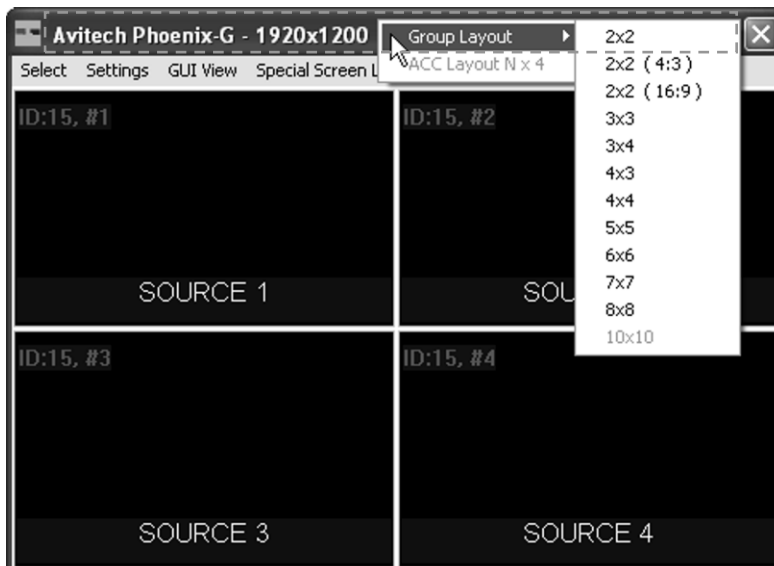 Avitech Phoenix-G - 1920x1200
Group Layout
ACC Layout N x 4
2x2
2x2 ( 4:3 )
2x2 ( 16:9 )
3x3
3x4
4x3
4x4
5x5
6x6
7x7
8x8
10x10
Select Settings GUI View Special Screen L
ID:15, #1
ID:15, #2
SOURCE 1
SOU
ID:15, #3
ID:15, #4
SOURCE 3
SOURCE 4